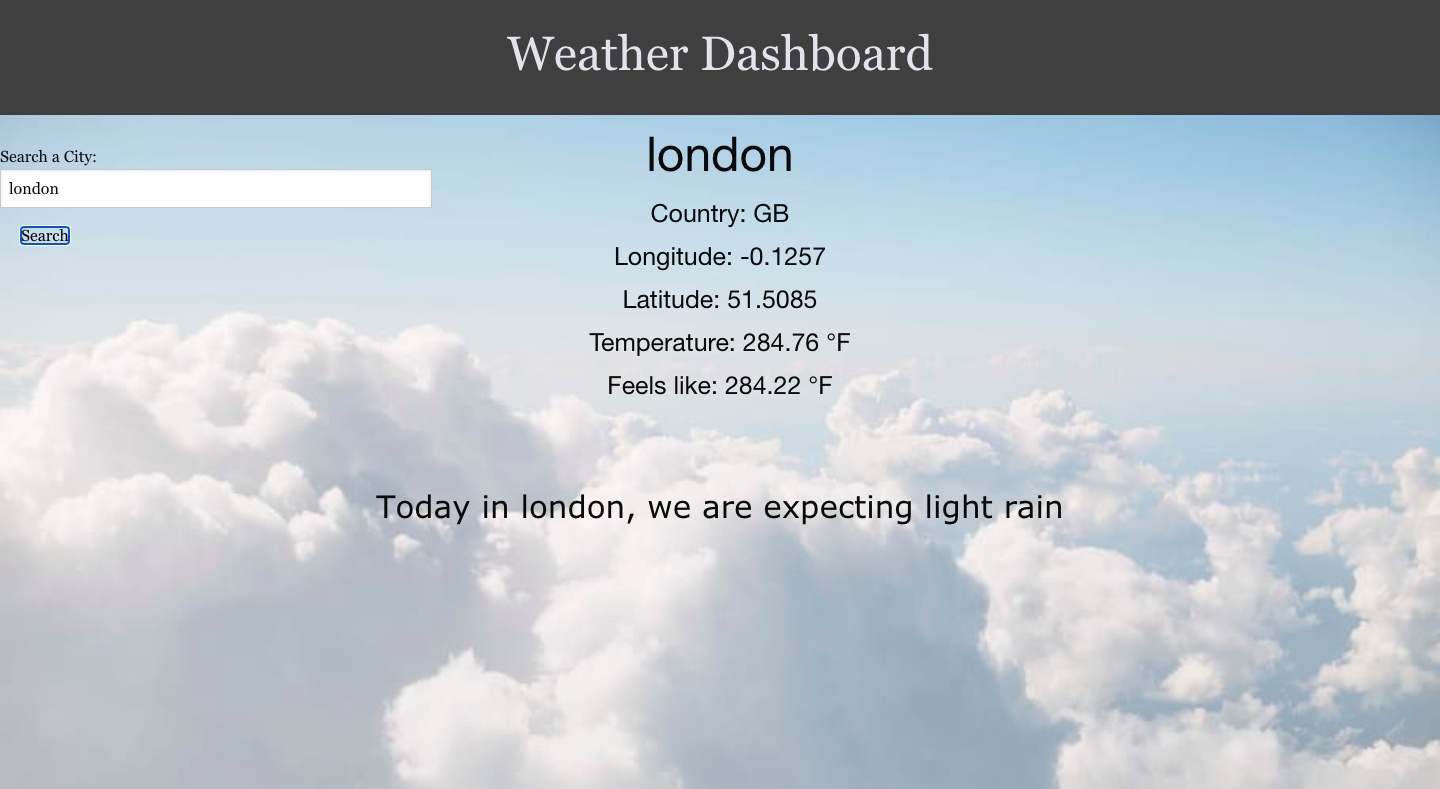 Weather Dashboard
Search a City:
london
Search
london
Country: GB
Longitude: -0.1257
Latitude: 51.5085
Temperature: 284.76 °F
Feels like: 284.22 °F
Today in london, we are expecting light rain